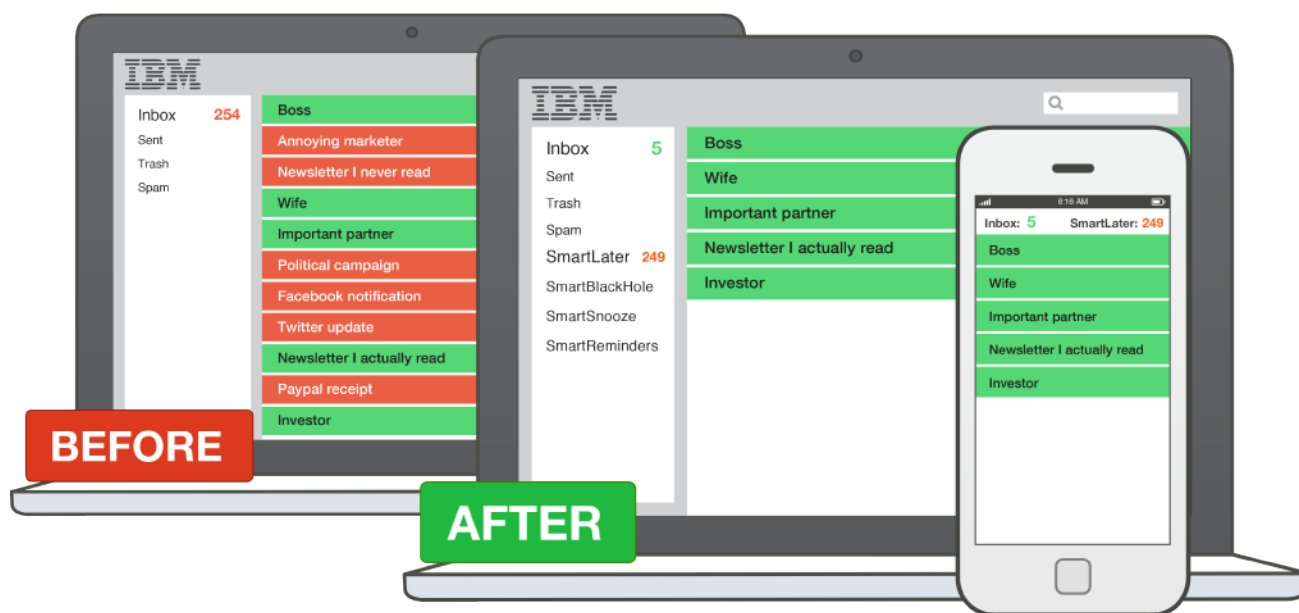 IBM
Inbox 254
Sent
Trash
Spam
Boss
Annoying marketer
Newsletter I never read
Wife
Important partner
Political campaign
Facebook notification
Twitter update
Newsletter I actually read
Paypal receipt
Investor
BEFORE
IBM
Inbox 5
Sent
Trash
Spam
SmartLater 249
SmartBlackHole
SmartSnooze
SmartReminders
Boss
Wife
Important partner
Newsletter I actually read
Investor
AFTER
8:16 AM
Inbox: 5 SmartLater: 249
Boss
Wife
Important partner
Newsletter I actually read
Investor